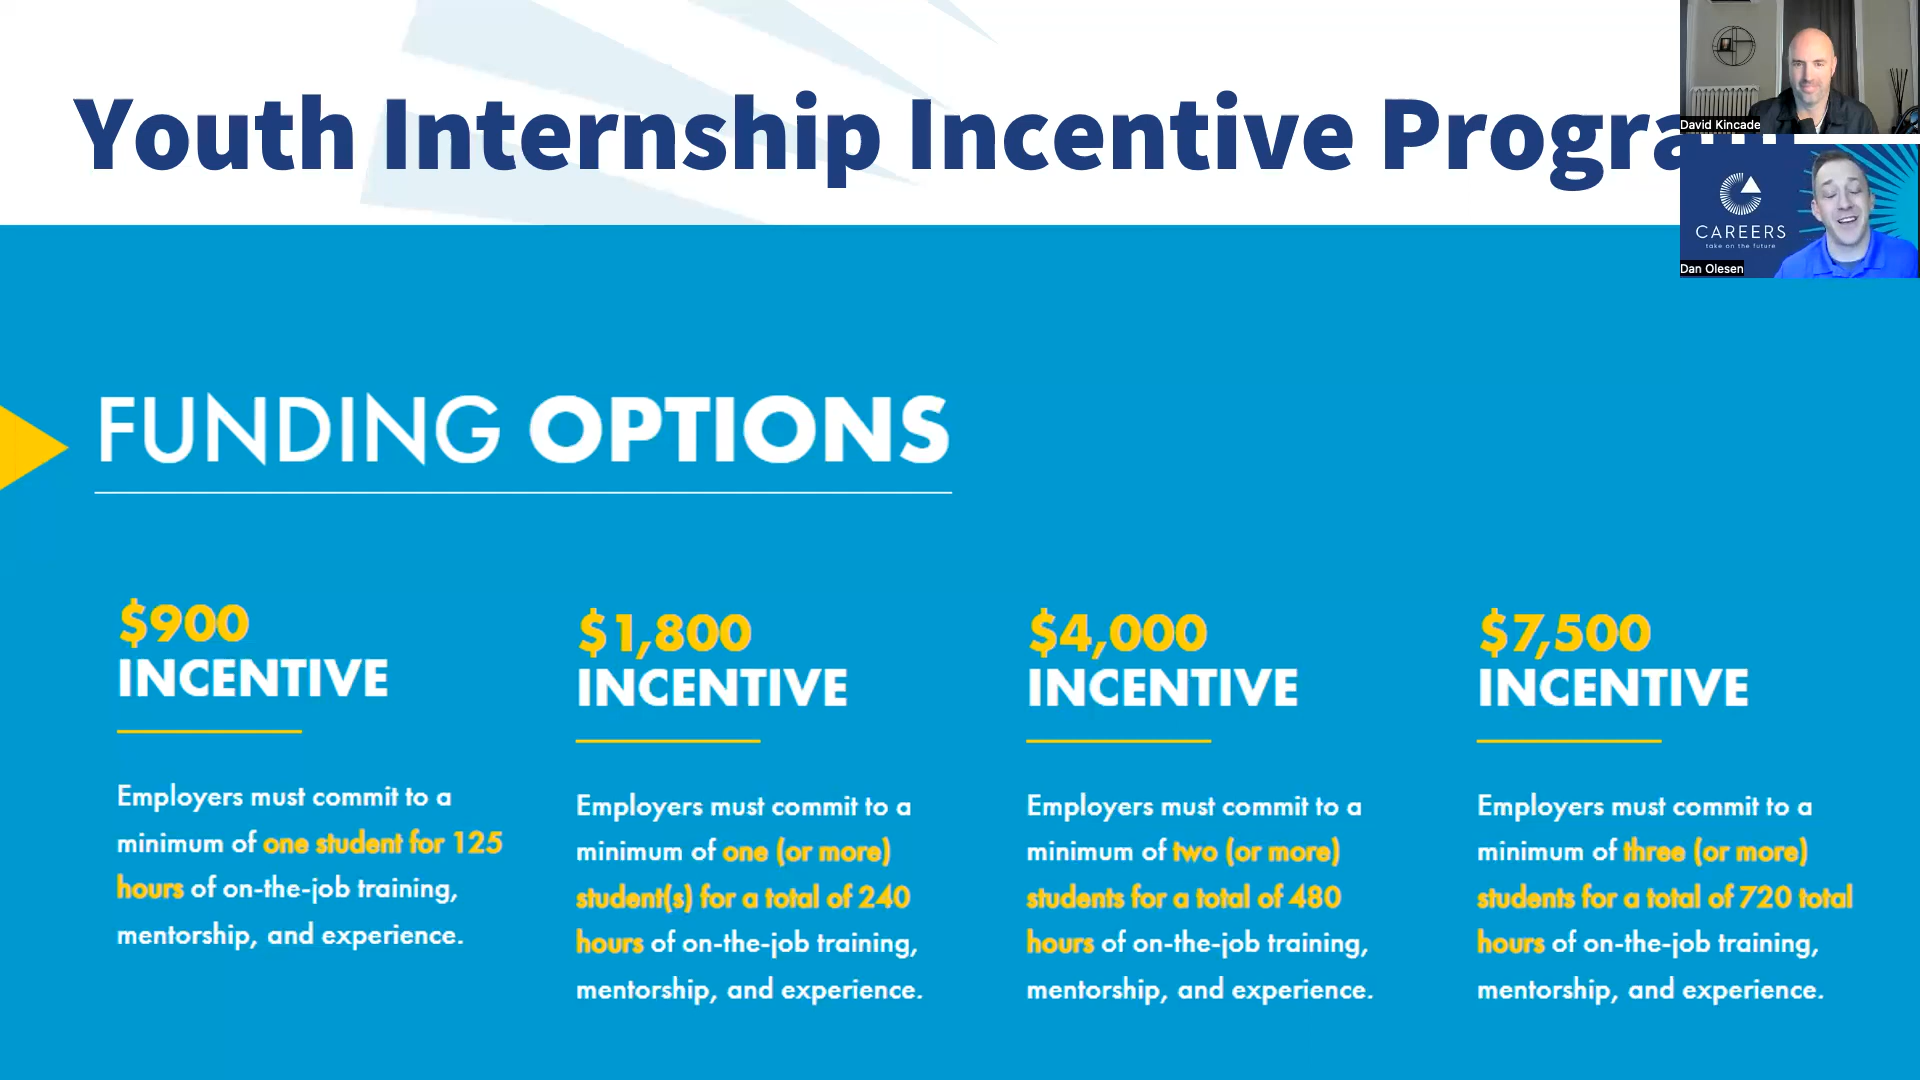 Youth Internship Incentive Program
David Kincade
CAREERS
take on the future
Dan Olesen
FUNDING OPTIONS
$900
INCENTIVE
Employers must commit to a
minimum of one student for 125
hours of on-the-job training,
mentorship, and experience.
$1,800
INCENTIVE
Employers must commit to a
minimum of one (or more)
student(s) for a total of 240
hours of on-the-job training,
mentorship, and experience.
$4,000
INCENTIVE
Employers must commit to a
minimum of two (or more)
students for a total of 480
hours of on-the-job training,
mentorship, and experience.
$7,500
INCENTIVE
Employers must commit to a
minimum of three (or more)
students for a total of 720 total
hours of on-the-job training,
mentorship, and experience.